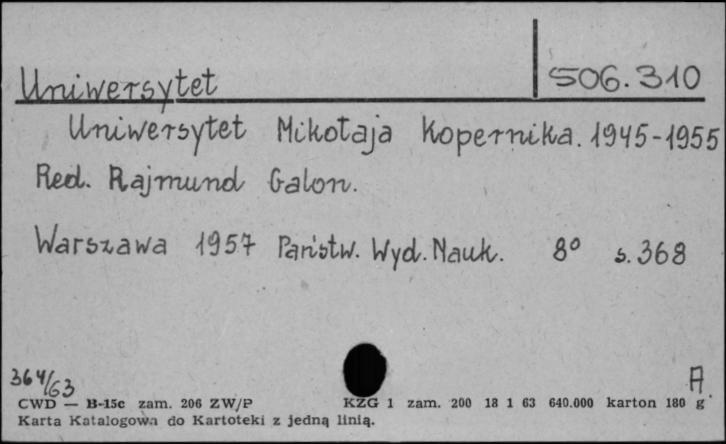 Uniwersytet 506.310
Uniwersytet Mikołaja Kopernika. 1945-1955
Red. Rajmund Galon.
Warszawa 1957 Państw. Wyd. Nauk. 8° s. 368
364/63 A
CWD — B-15c zam. 206 ZW/P KZG 1 zam. 200 18 1 63 640.000 karton 180 g
Karta Katalogowa do Kartoteki z jedną linią.